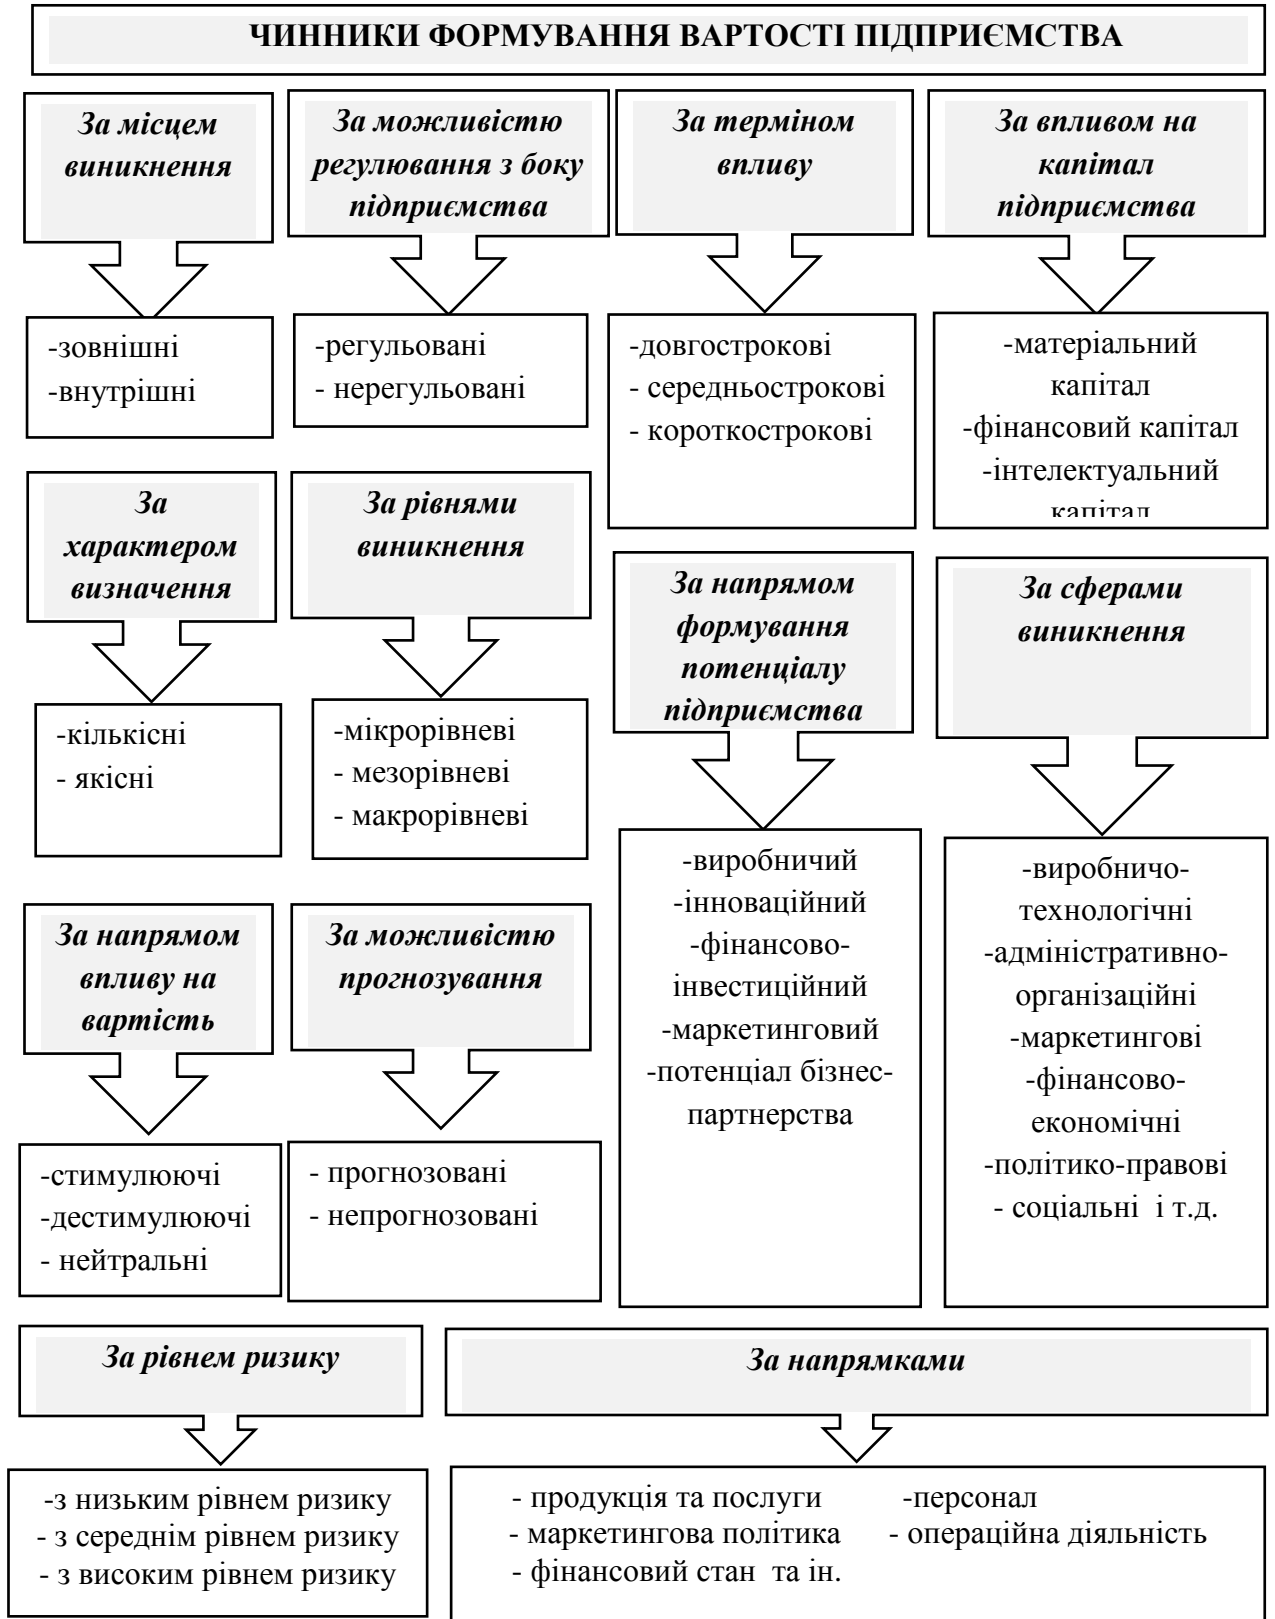 ЧИННИКИ ФОРМУВАННЯ ВАРТОСТІ ПІДПРИЄМСТВА
За місцем
виникнення
За можливістю
регулювання з боку
підприємства
За терміном
впливу
За впливом на
капітал
підприємства
-зовнішні
-внутрішні
-регульовані
- нерегульовані
-довгострокові
- середньострокові
- короткострокові
-матеріальний
капітал
-фінансовий капітал
-інтелектуальний
капітал
За
характером
визначення
За рівнями
виникнення
За напрямом
формування
потенціалу
підприємства
За сферами
виникнення
-кількісні
- якісні
-мікрорівневі
- мезорівневі
- макрорівневі
-виробничий
-інноваційний
-фінансово-
інвестиційний
-маркетинговий
-потенціал бізнес-
партнерства
-виробничо-
технологічні
-адміністративно-
організаційні
-маркетингові
-фінансово-
економічні
-політико-правові
- соціальні і т.д.
За напрямом
впливу на
вартість
За можливістю
прогнозування
-стимулюючі
-дестимулюючі
- нейтральні
- прогнозовані
- непрогнозовані
За рівнем ризику
За напрямками
-з низьким рівнем ризику
- з середнім рівнем ризику
- з високим рівнем ризику
- продукція та послуги -персонал
- маркетингова політика - операційна діяльність
- фінансовий стан та ін.